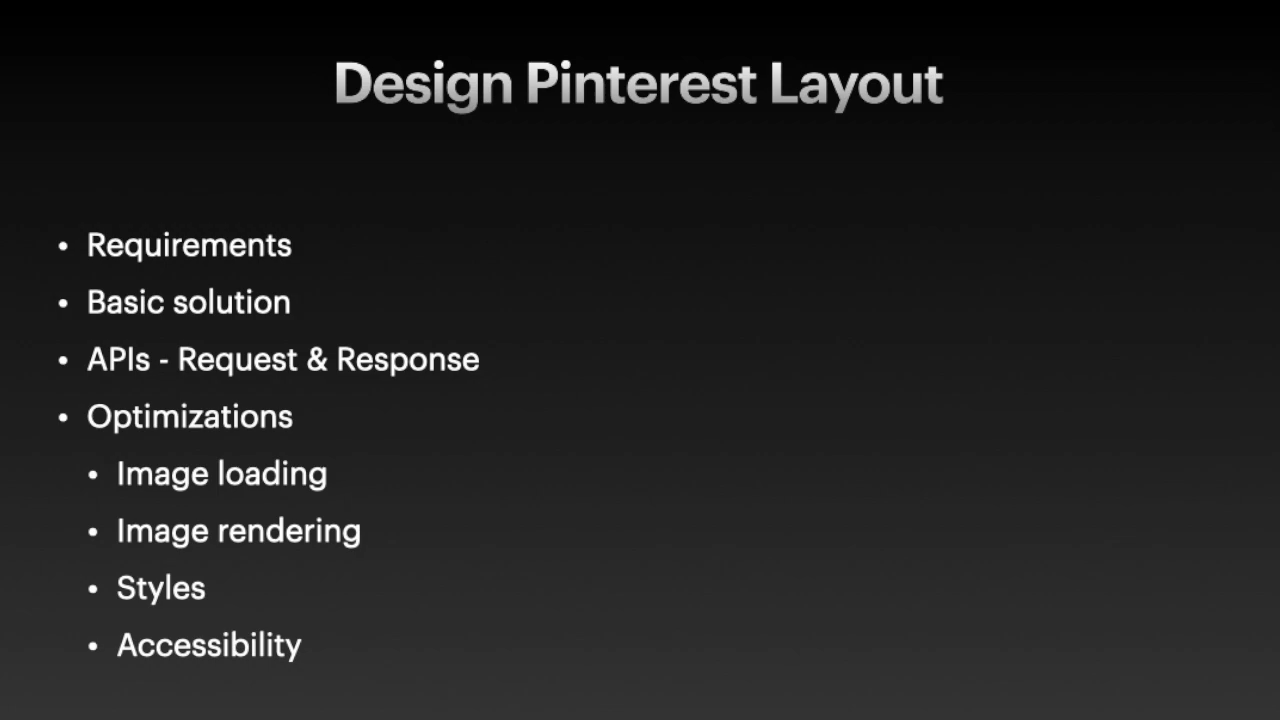 Design Pinterest Layout
• Requirements
• Basic solution
• APIs - Request & Response
• Optimizations
• Image loading
• Image rendering
• Styles
• Accessibility